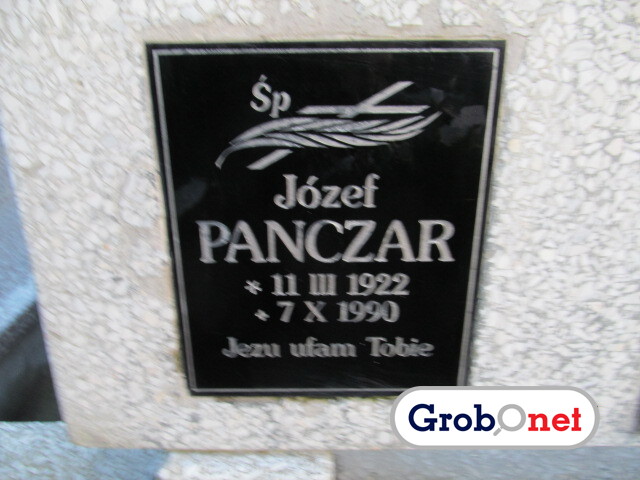 Śp
Józef
PANCZAR
* 11 III 1922
+ 7 X 1990
Jezu ufam Tobie
GrobOnet